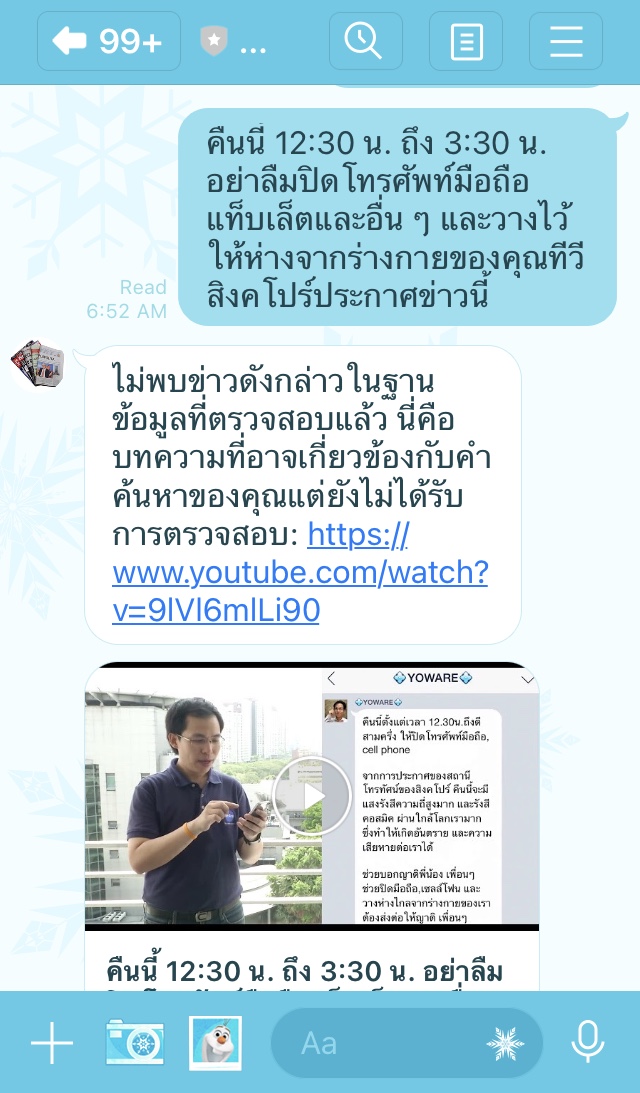 99+
...
คืนนี้ 12:30 น. ถึง 3:30 น.
อย่าลืมปิดโทรศัพท์มือถือ
แท็บเล็ตและอื่น ๆ และวางไว้
ให้ห่างจากร่างกายของคุณทีวี
สิงคโปร์ประกาศข่าวนี้
Read
6:52 AM
ไม่พบข่าวดังกล่าวในฐาน
ข้อมูลที่ตรวจสอบแล้ว นี่คือ
บทความที่อาจเกี่ยวข้องกับคำ
ค้นหาของคุณแต่ยังไม่ได้รับ
การตรวจสอบ: https://
www.youtube.com/watch?
v=9lVl6mlLi90
YOWARE
YOWARE
คืนนี้ตั้งแต่เวลา 12.30น.ถึงตี
สามครึ่ง ให้ปิดโทรศัพท์มือถือ,
cell phone
จากการประกาศของสถานี
โทรทัศน์ของสิงคโปร์ คืนนี้จะมี
แสงรังสีความถี่สูงมาก และรังสี
คอสมิค ผ่านใกล้โลกเรามาก
ซึ่งทำให้เกิดอันตราย และความ
เสียหายต่อเราได้
ช่วยบอกญาติพี่น้อง เพื่อนๆ
ช่วยปิดมือถือ,เซลล์โฟน และ
วางห่างไกลจากร่างกายของเรา
ต้องส่งต่อให้ญาติ เพื่อนๆ
คืนนี้ 12:30 น. ถึง 3:30 น. อย่าลืม
Aa